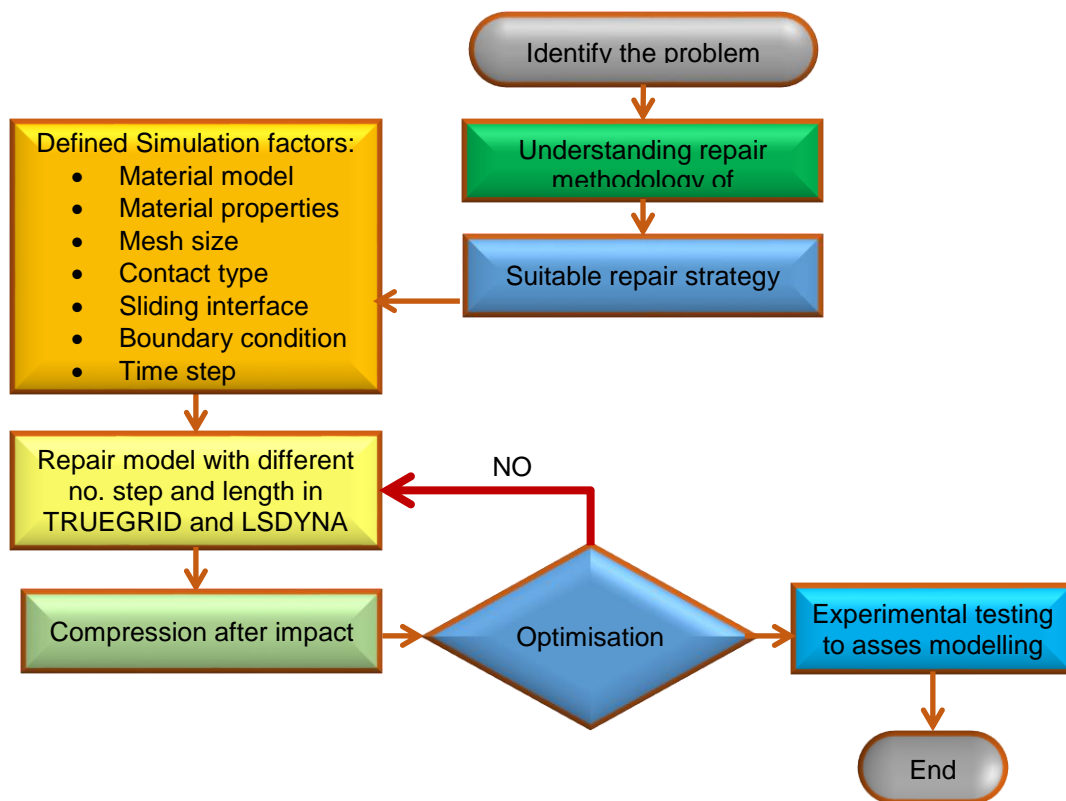 Identify the problem
Understanding repair
methodology of
Suitable repair strategy
Defined Simulation factors:
• Material model
• Material properties
• Mesh size
• Contact type
• Sliding interface
• Boundary condition
• Time step
Repair model with different
no. step and length in
TRUEGRID and LSDYNA
NO
Compression after impact
Optimisation
Experimental testing
to asses modelling
End